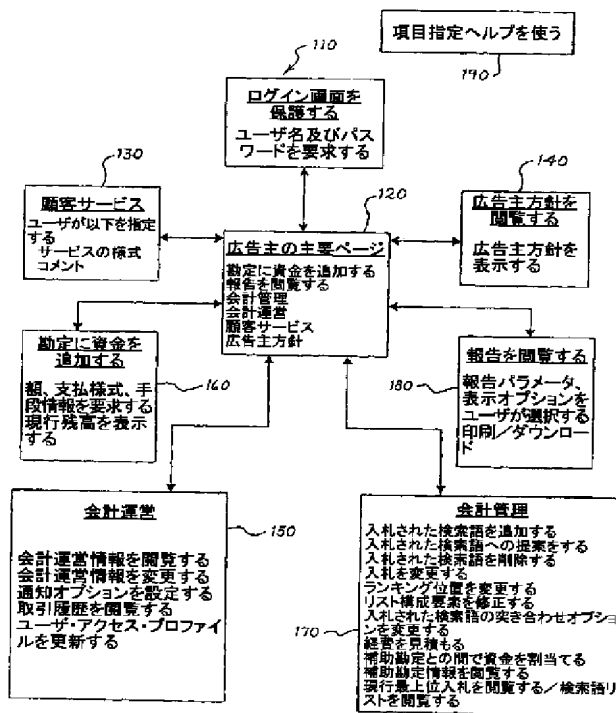 項目指定ヘルプを使う
190
110
ログイン画面を
保護する
ユーザ名及びパス
ワードを要求する
130
顧客サービス
ユーザが以下を指定
する
サービスの様式
コメント
120
広告主の主要ページ
勘定に資金を追加する
報告を閲覧する
会計管理
会計運営
顧客サービス
広告主方針
140
広告主方針を
閲覧する
広告主方針を
表示する
勘定に資金を
追加する
額、支払様式、手
段情報を要求する
現行残高を表示
する
160
報告を閲覧する
報告パラメータ、
表示オプションを
ユーザが選択する
印刷/ダウンロード
180
会計運営
会計運営情報を閲覧する
会計運営情報を変更する
通知オプションを設定する
取引履歴を閲覧する
ユーザ・アクセス・プロファイ
ルを更新する
150
会計管理
入札された検索語を追加する
入札された検索語への提案をする
入札された検索語を削除する
入札を変更する
ランキング位置を変更する
リスト構成要素を修正する
入札された検索語の突き合わせオプショ
ンを変更する
経費を見積もる
補助勘定との間で資金を割当てる
補助勘定情報を閲覧する
現行最上位入札を閲覧する/検索語リ
ストを閲覧する
170